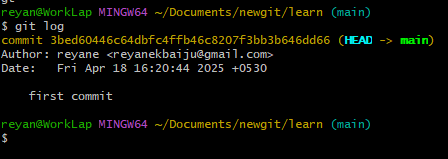 reyan@WorkLap MINGW64 ~/Documents/newgit/learn (main)
$ git log
commit 3bed60446c64dbfc4ffb46c8207f3bb3b646dd66 (HEAD -> main)
Author: reyane <reyanekbaiju@gmail.com>
Date:   Fri Apr 18 16:20:44 2025 +0530
    first commit
reyan@WorkLap MINGW64 ~/Documents/newgit/learn (main)
$